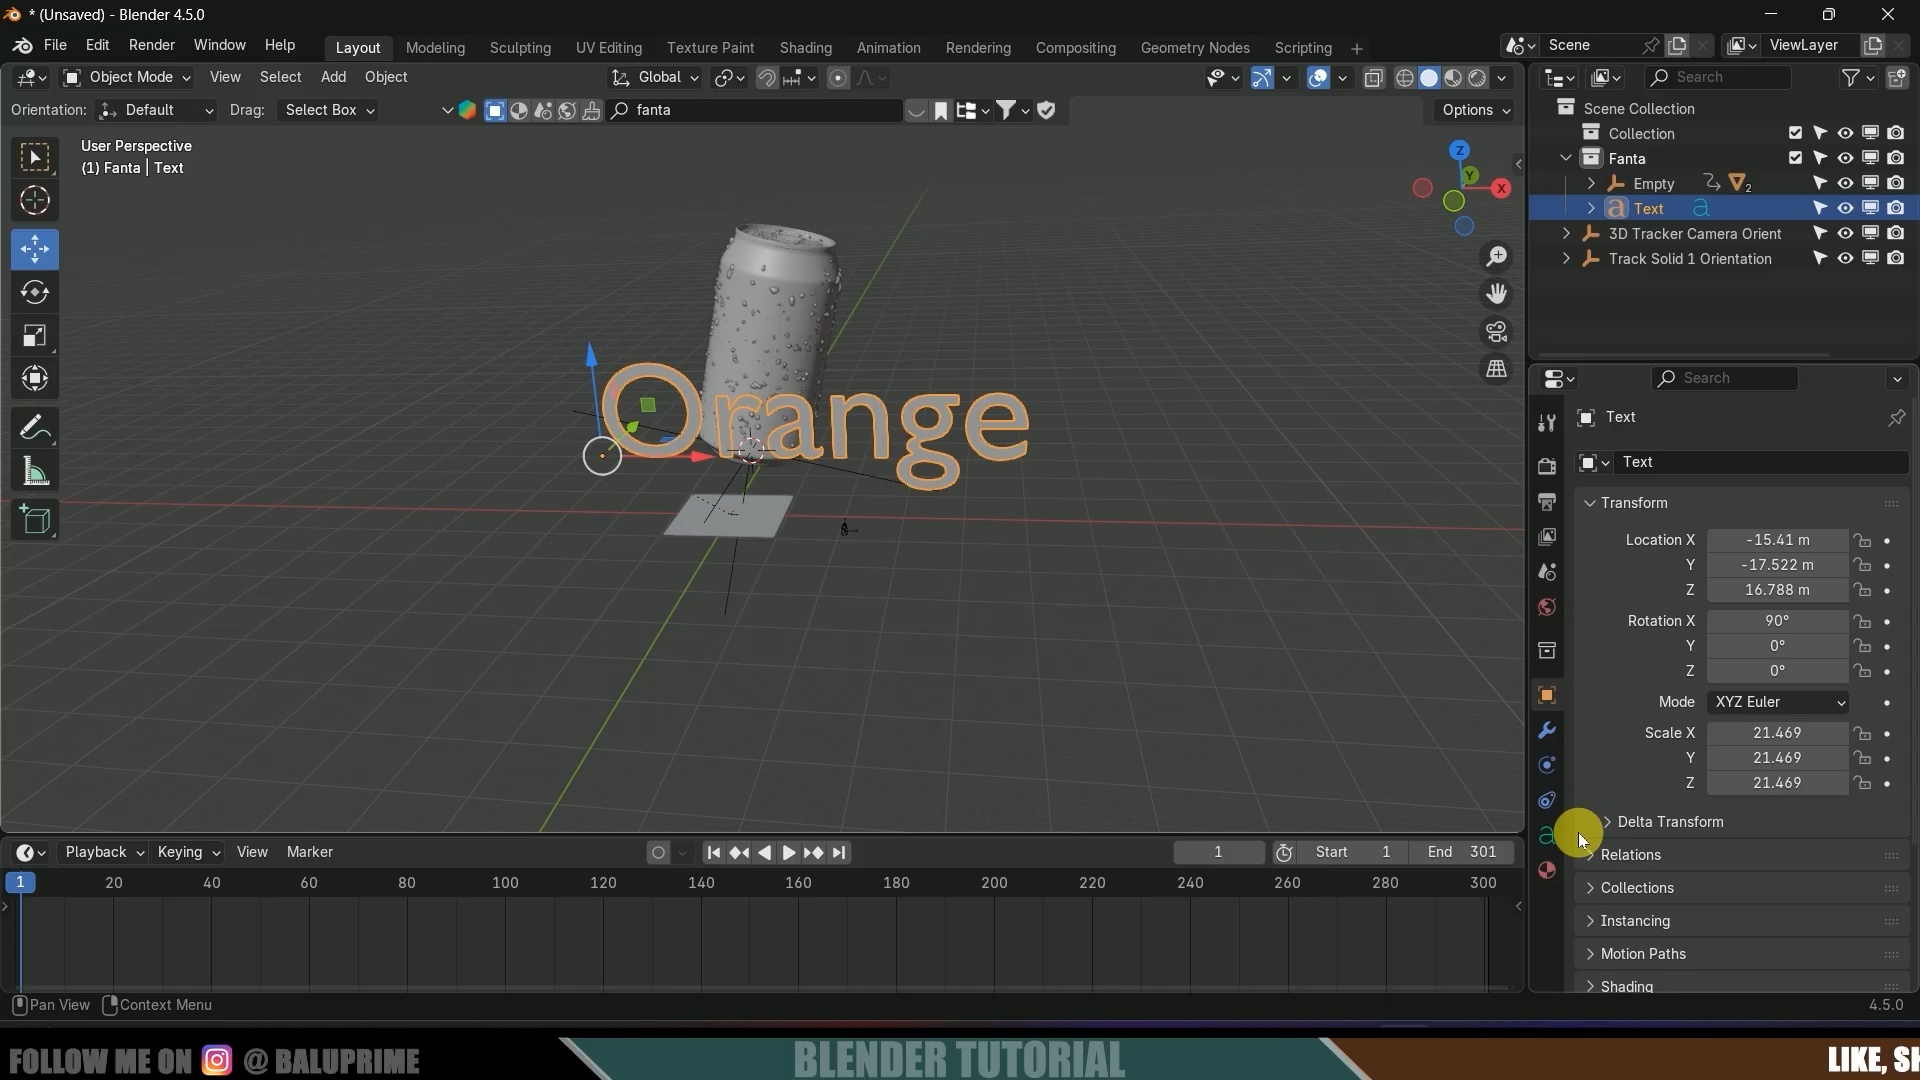 * (Unsaved) - Blender 4.5.0
File Edit Render Window Help Layout Modeling Sculpting UV Editing Texture Paint Shading Animation Rendering Compositing Geometry Nodes Scripting + Scene ViewLayer
Object Mode View Select Add Object Global Search
Orientation: Default Drag: Select Box fanta Options
User Perspective
(1) Fanta | Text
Z
Y
X
Orange
Scene Collection
Collection
Fanta
Empty 2
Text
3D Tracker Camera Orient
Track Solid 1 Orientation
Search
Text
Text
Transform
Location X -15.41 m
Y -17.522 m
Z 16.788 m
Rotation X 90°
Y 0°
Z 0°
Mode XYZ Euler
Scale X 21.469
Y 21.469
Z 21.469
Delta Transform
Relations
Collections
Instancing
Motion Paths
Shading
Playback Keying View Marker 1 Start 1 End 301
1 20 40 60 80 100 120 140 160 180 200 220 240 260 280 300
Pan View Context Menu 4.5.0
FOLLOW ME ON @ BALUPRIME BLENDER TUTORIAL LIKE, SH